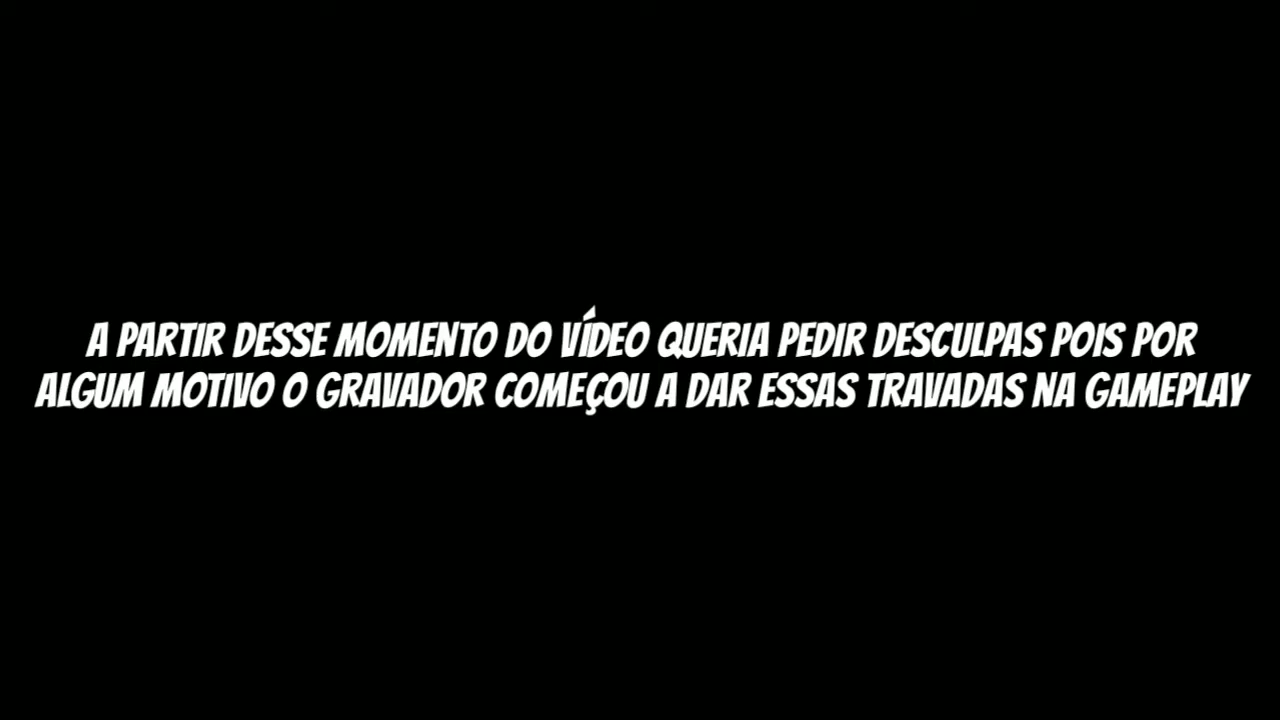 A PARTIR DESSE MOMENTO DO VÍDEO QUERIA PEDIR DESCULPAS POIS POR
ALGUM MOTIVO O GRAVADOR COMEÇOU A DAR ESSAS TRAVADAS NA GAMEPLAY